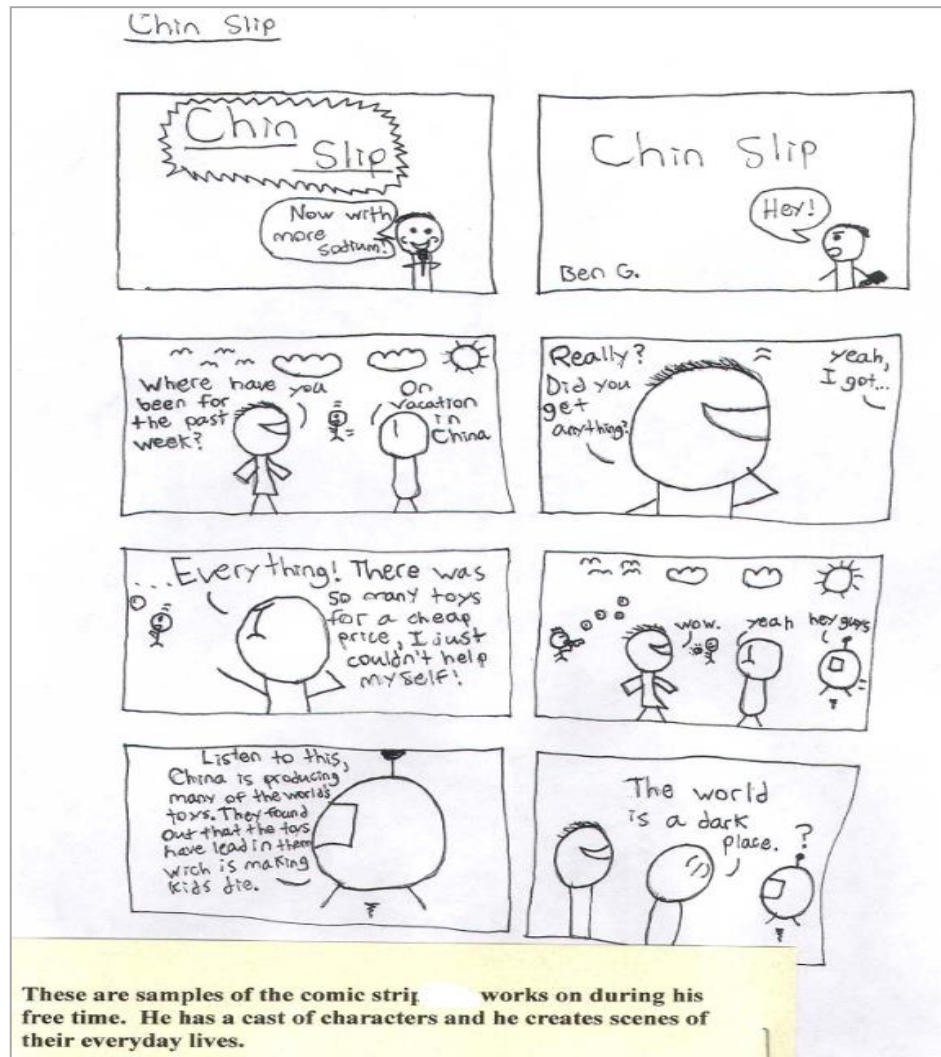 Chin Slip
Chin
Slip
Now with
more
sodium!
Chin Slip
Hey!
Ben G.
Where have you
been for
the past
week?
On
vacation
in
China
Really?
Did you
get
anything?
yeah,
I got...
...Everything! There was
so many toys
for a cheap
price, I just
couldn't help
myself!
wow.
yeah
hey guys
Listen to this,
China is producing
many of the world's
toys. They found
out that the toys
have lead in them
wich is making
kids die.
The world
is a dark
place.
?
These are samples of the comic strip works on during his
free time. He has a cast of characters and he creates scenes of
their everyday lives.